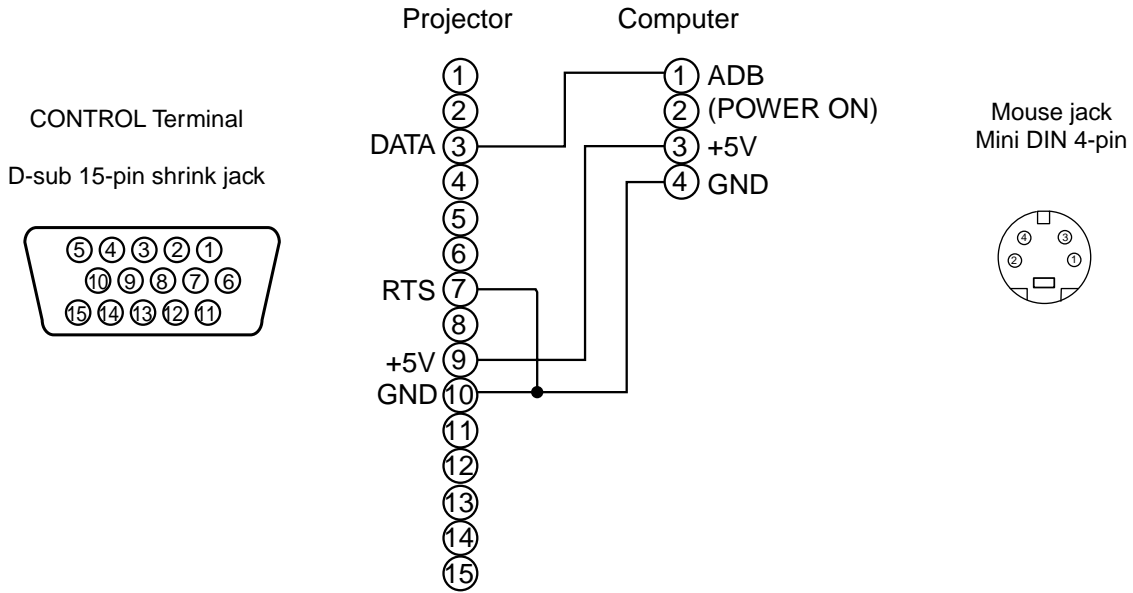 Projector
Computer
CONTROL Terminal
D-sub 15-pin shrink jack
5 4 3 2 1
10 9 8 7 6
15 14 13 12 11
1
2
DATA 3
4
5
6
RTS 7
8
+5V 9
GND 10
11
12
13
14
15
1 ADB
2 (POWER ON)
3 +5V
4 GND
Mouse jack
Mini DIN 4-pin
4 3
2 1